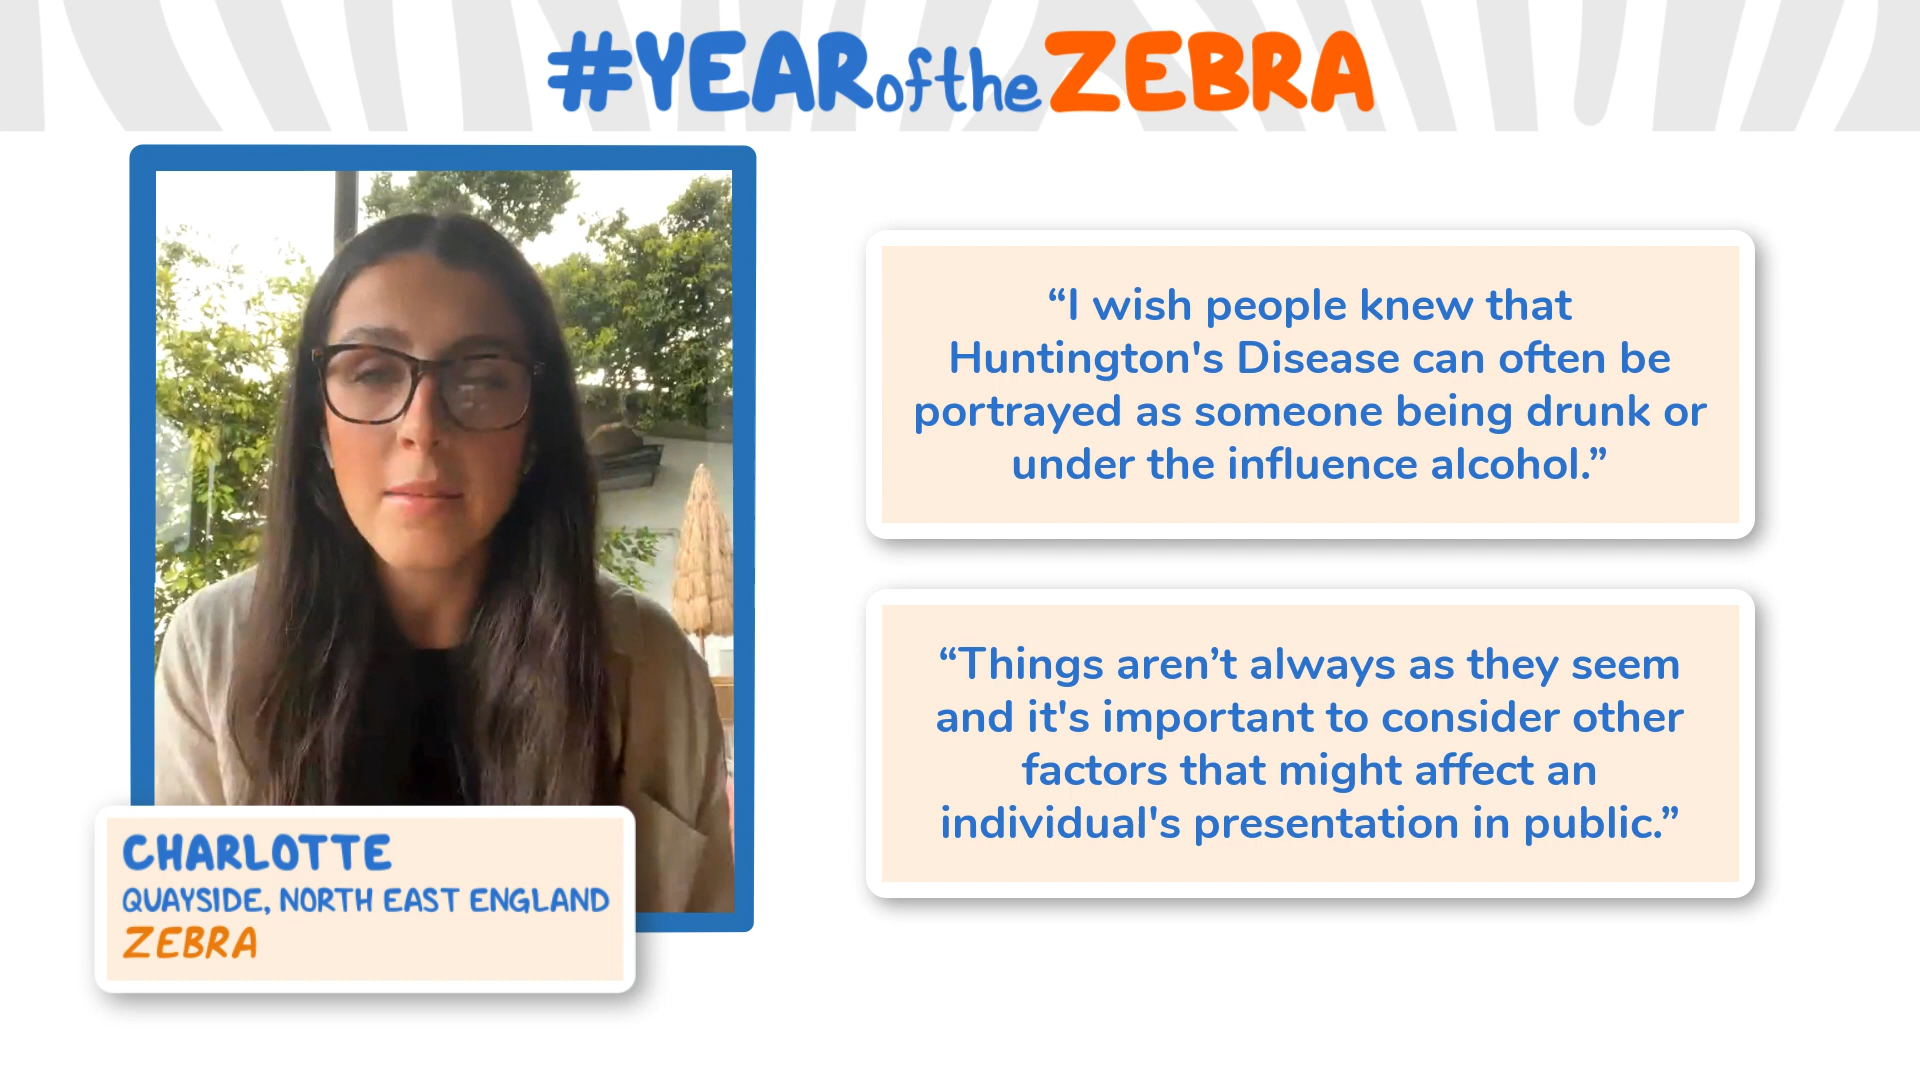 #YEARoftheZEBRA
“I wish people knew that
Huntington's Disease can often be
portrayed as someone being drunk or
under the influence alcohol.”
“Things aren’t always as they seem
and it's important to consider other
factors that might affect an
individual's presentation in public.”
CHARLOTTE
QUAYSIDE, NORTH EAST ENGLAND
ZEBRA